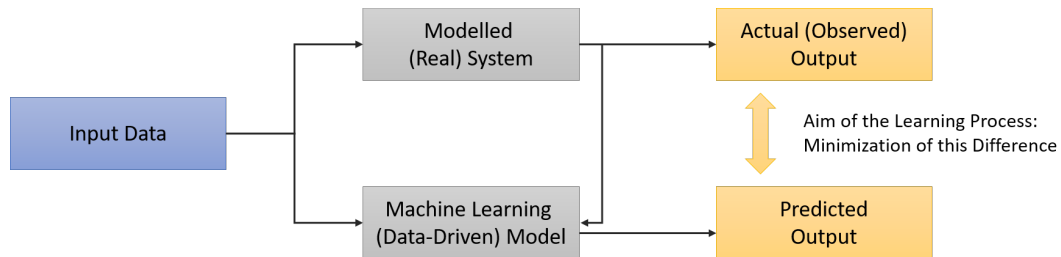 Input Data
Modelled
(Real) System
Machine Learning
(Data-Driven) Model
Actual (Observed)
Output
Aim of the Learning Process:
Minimization of this Difference
Predicted
Output